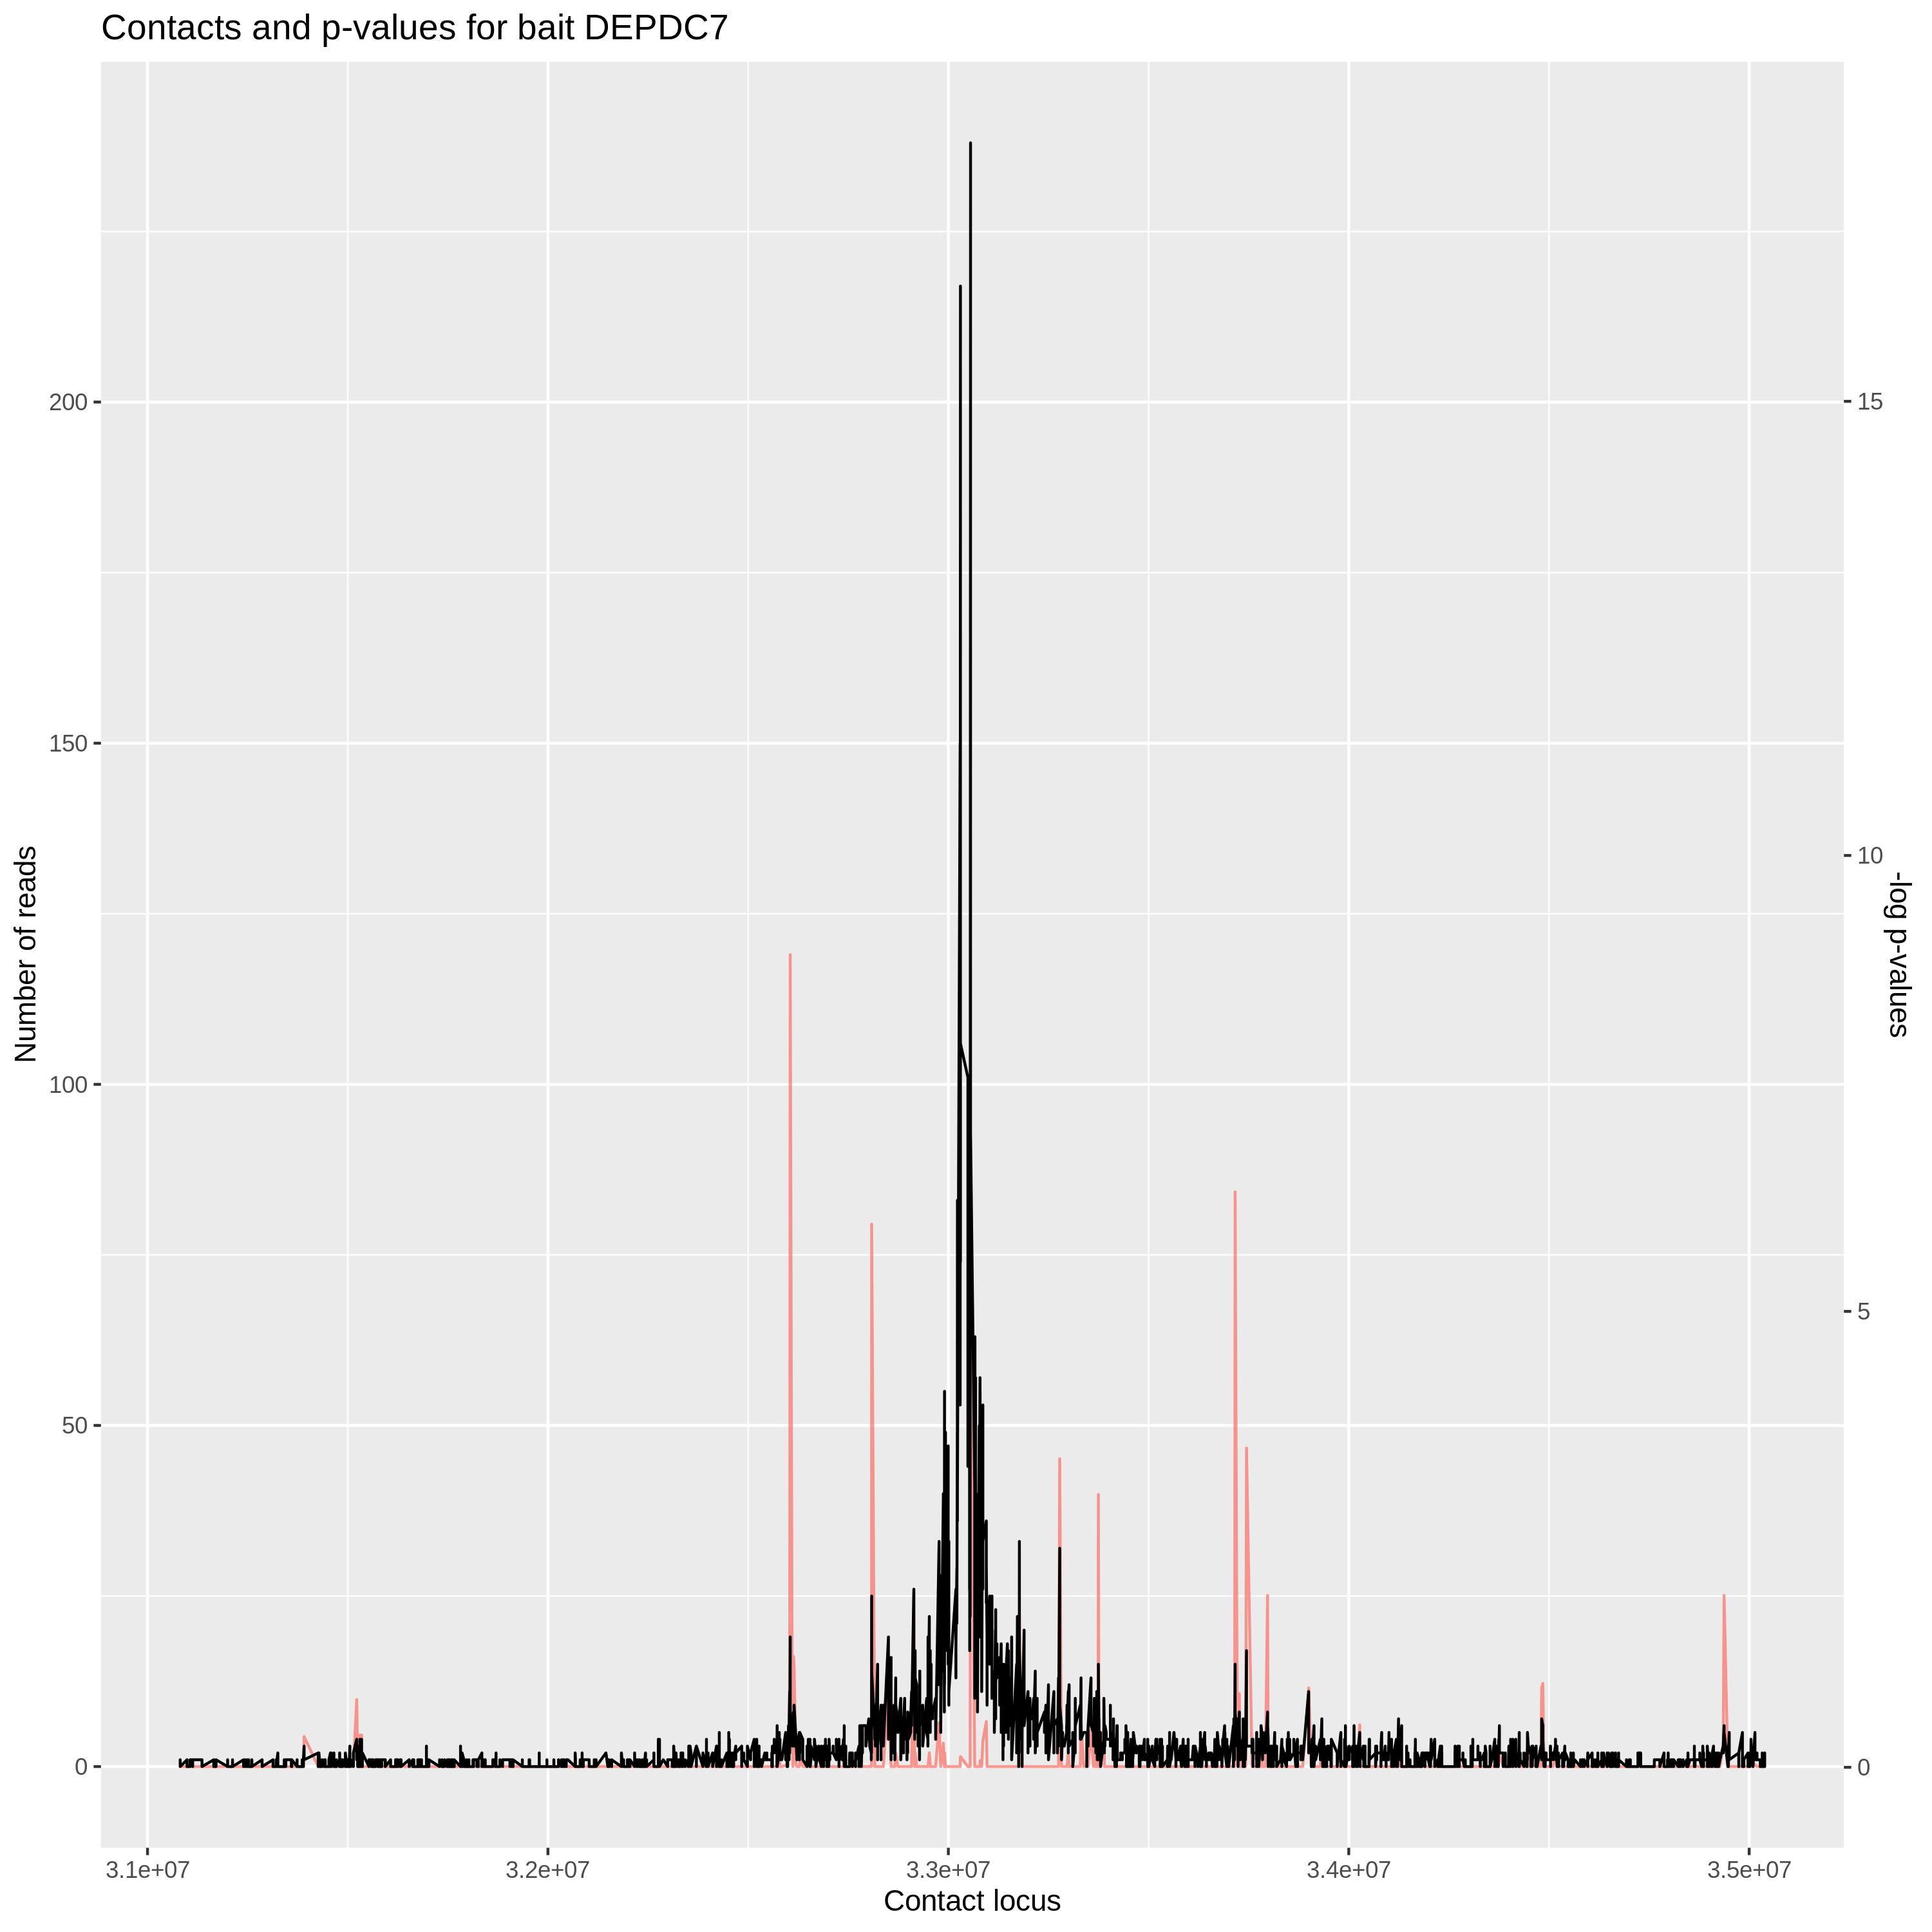 Contacts and p-values for bait DEPDC7
Number of reads
200
150
100
50
0
15
10
5
0
-log p-values
3.1e+07
3.2e+07
3.3e+07
3.4e+07
3.5e+07
Contact locus